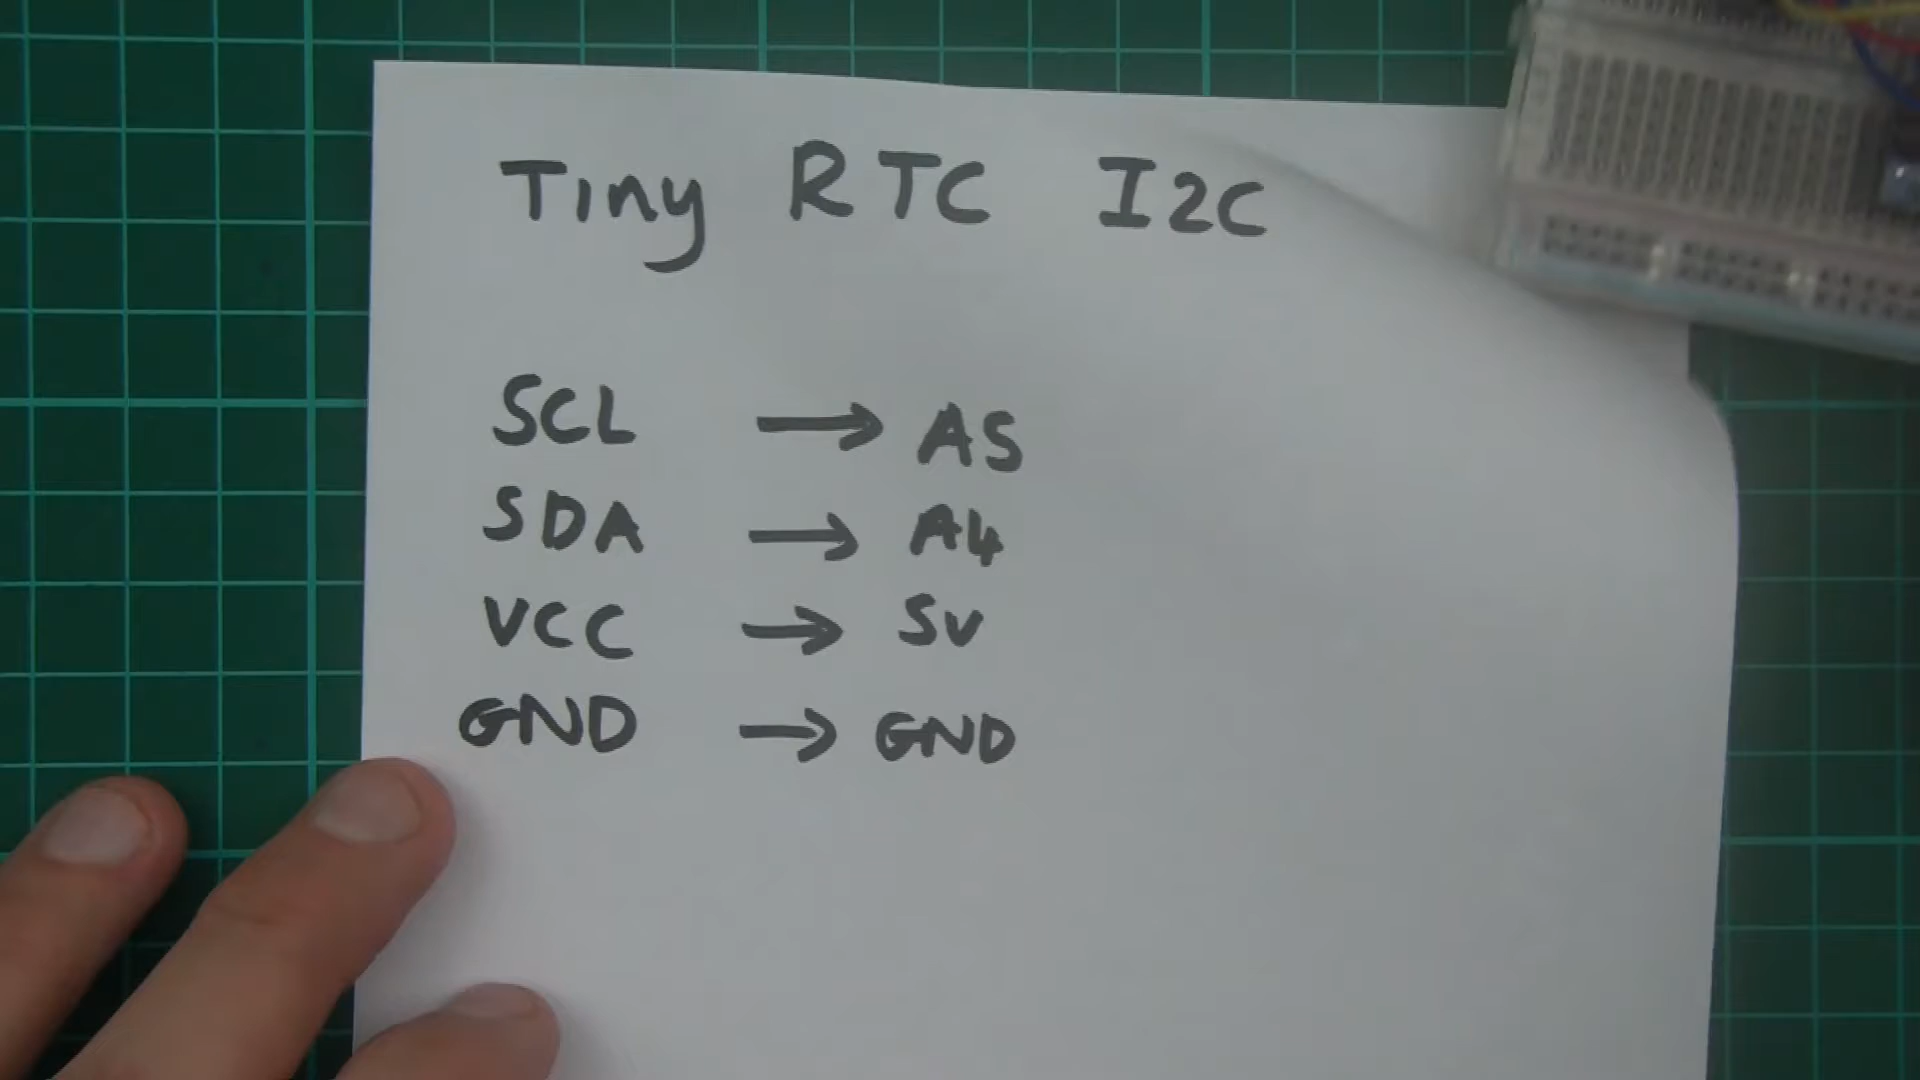 Tiny RTC I2C
SCL → A5
SDA → A4
VCC → 5V
GND → GND